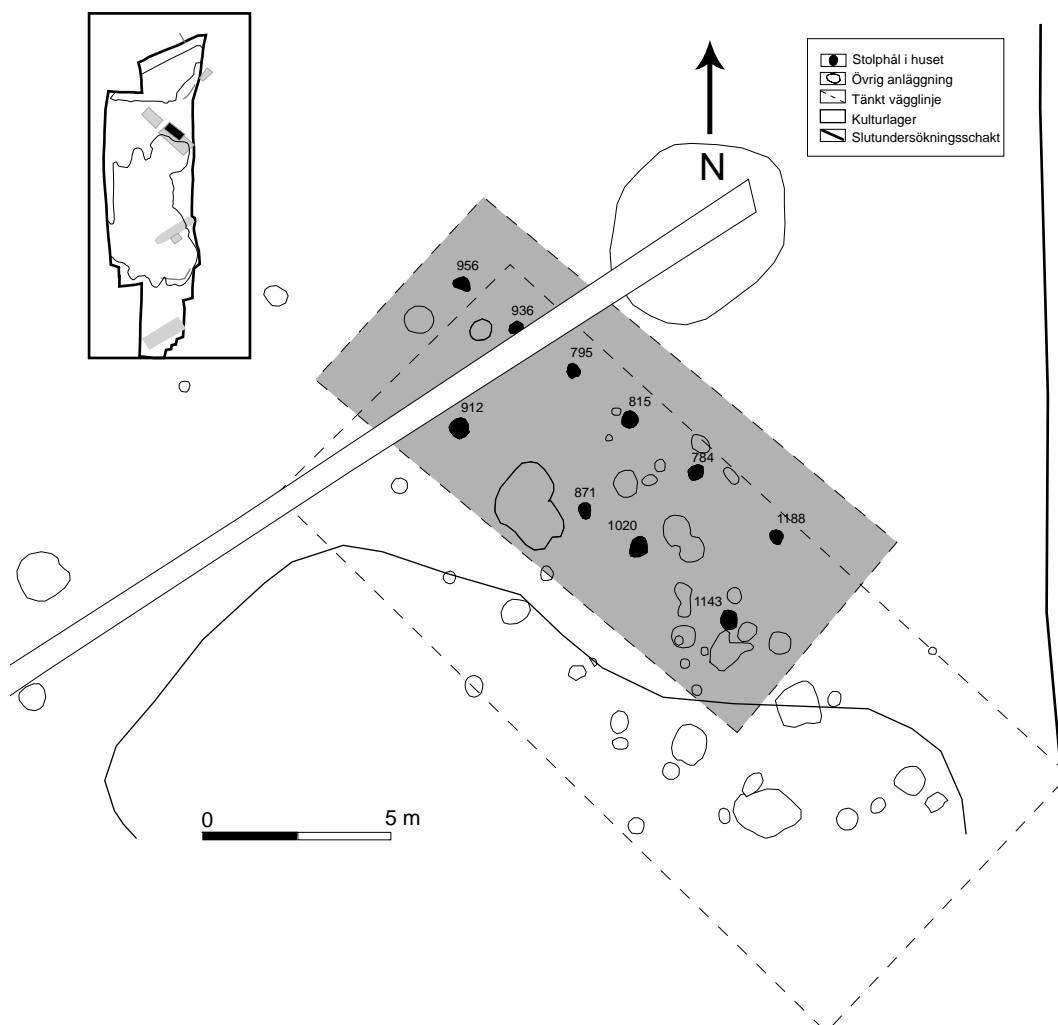 Stolphål i huset
Övrig anläggning
Tänkt vägglinje
Kulturlager
Slutundersökningsschakt
N
956
936
795
912
815
784
871
1020
1188
1143
0 5 m